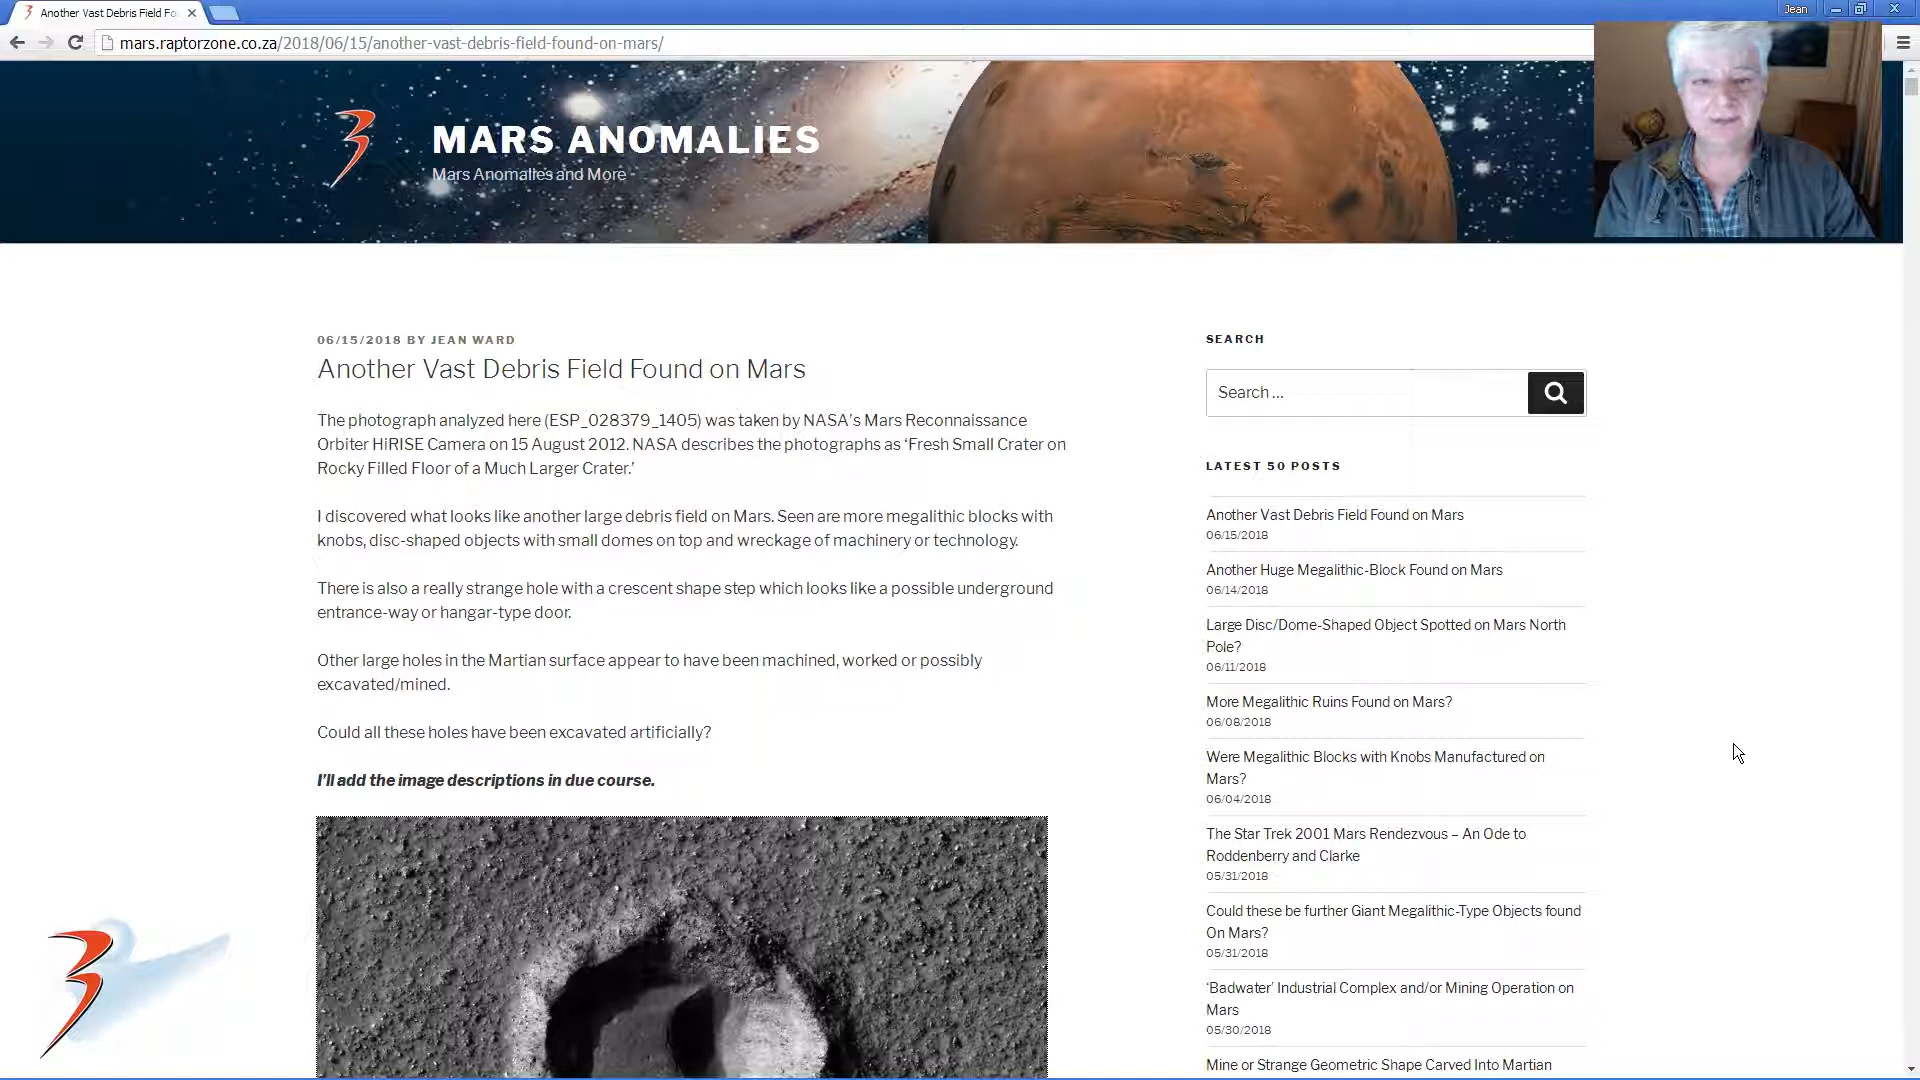 Another Vast Debris Field Fo
Jean
mars.raptorzone.co.za/2018/06/15/another-vast-debris-field-found-on-mars/
MARS ANOMALIES
Mars Anomalies and More
06/15/2018 BY JEAN WARD
Another Vast Debris Field Found on Mars
The photograph analyzed here (ESP_028379_1405) was taken by NASA's Mars Reconnaissance
Orbiter HiRISE Camera on 15 August 2012. NASA describes the photographs as ‘Fresh Small Crater on
Rocky Filled Floor of a Much Larger Crater.’
I discovered what looks like another large debris field on Mars. Seen are more megalithic blocks with
knobs, disc-shaped objects with small domes on top and wreckage of machinery or technology.
There is also a really strange hole with a crescent shape step which looks like a possible underground
entrance-way or hangar-type door.
Other large holes in the Martian surface appear to have been machined, worked or possibly
excavated/mined.
Could all these holes have been excavated artificially?
I'll add the image descriptions in due course.
SEARCH
Search …
LATEST 50 POSTS
Another Vast Debris Field Found on Mars
06/15/2018
Another Huge Megalithic-Block Found on Mars
06/14/2018
Large Disc/Dome-Shaped Object Spotted on Mars North
Pole?
06/11/2018
More Megalithic Ruins Found on Mars?
06/08/2018
Were Megalithic Blocks with Knobs Manufactured on
Mars?
06/04/2018
The Star Trek 2001 Mars Rendezvous – An Ode to
Roddenberry and Clarke
05/31/2018
Could these be further Giant Megalithic-Type Objects found
On Mars?
05/31/2018
‘Badwater’ Industrial Complex and/or Mining Operation on
Mars
05/30/2018
Mine or Strange Geometric Shape Carved Into Martian